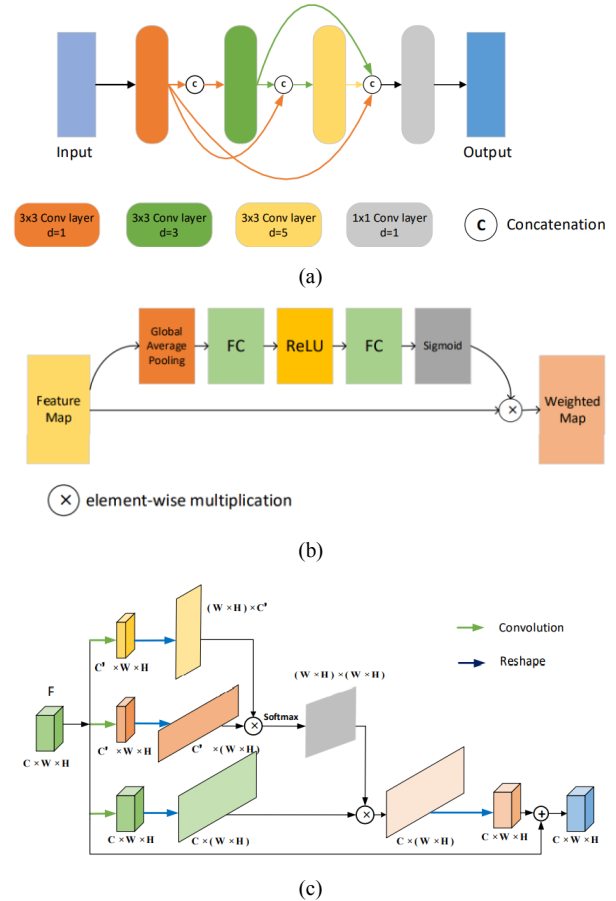 C
C
C
Input
Output
3x3 Conv layer
d=1
3x3 Conv layer
d=3
3x3 Conv layer
d=5
1x1 Conv layer
d=1
C
Concatenation
(a)
Feature
Map
Global
Average
Pooling
FC
ReLU
FC
Sigmoid
×
Weighted
Map
× element-wise multiplication
(b)
(W×H)×C'
C'×W×H
Convolution
Reshape
F
C×W×H
C'×W×H
C'×(W×H)
×
Softmax
(W×H)×(W×H)
C×W×H
C×(W×H)
×
C×(W×H)
C×W×H
+
C×W×H
(c)